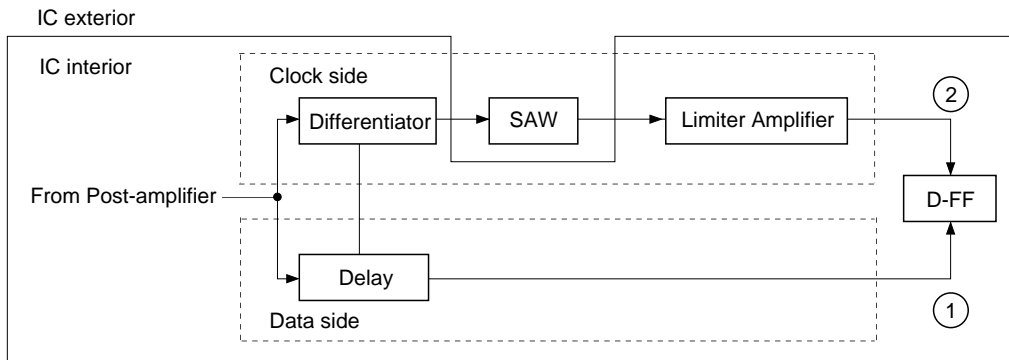 IC exterior
IC interior
Clock side
2
Differentiator
SAW
Limiter Amplifier
From Post-amplifier
D-FF
Delay
1
Data side